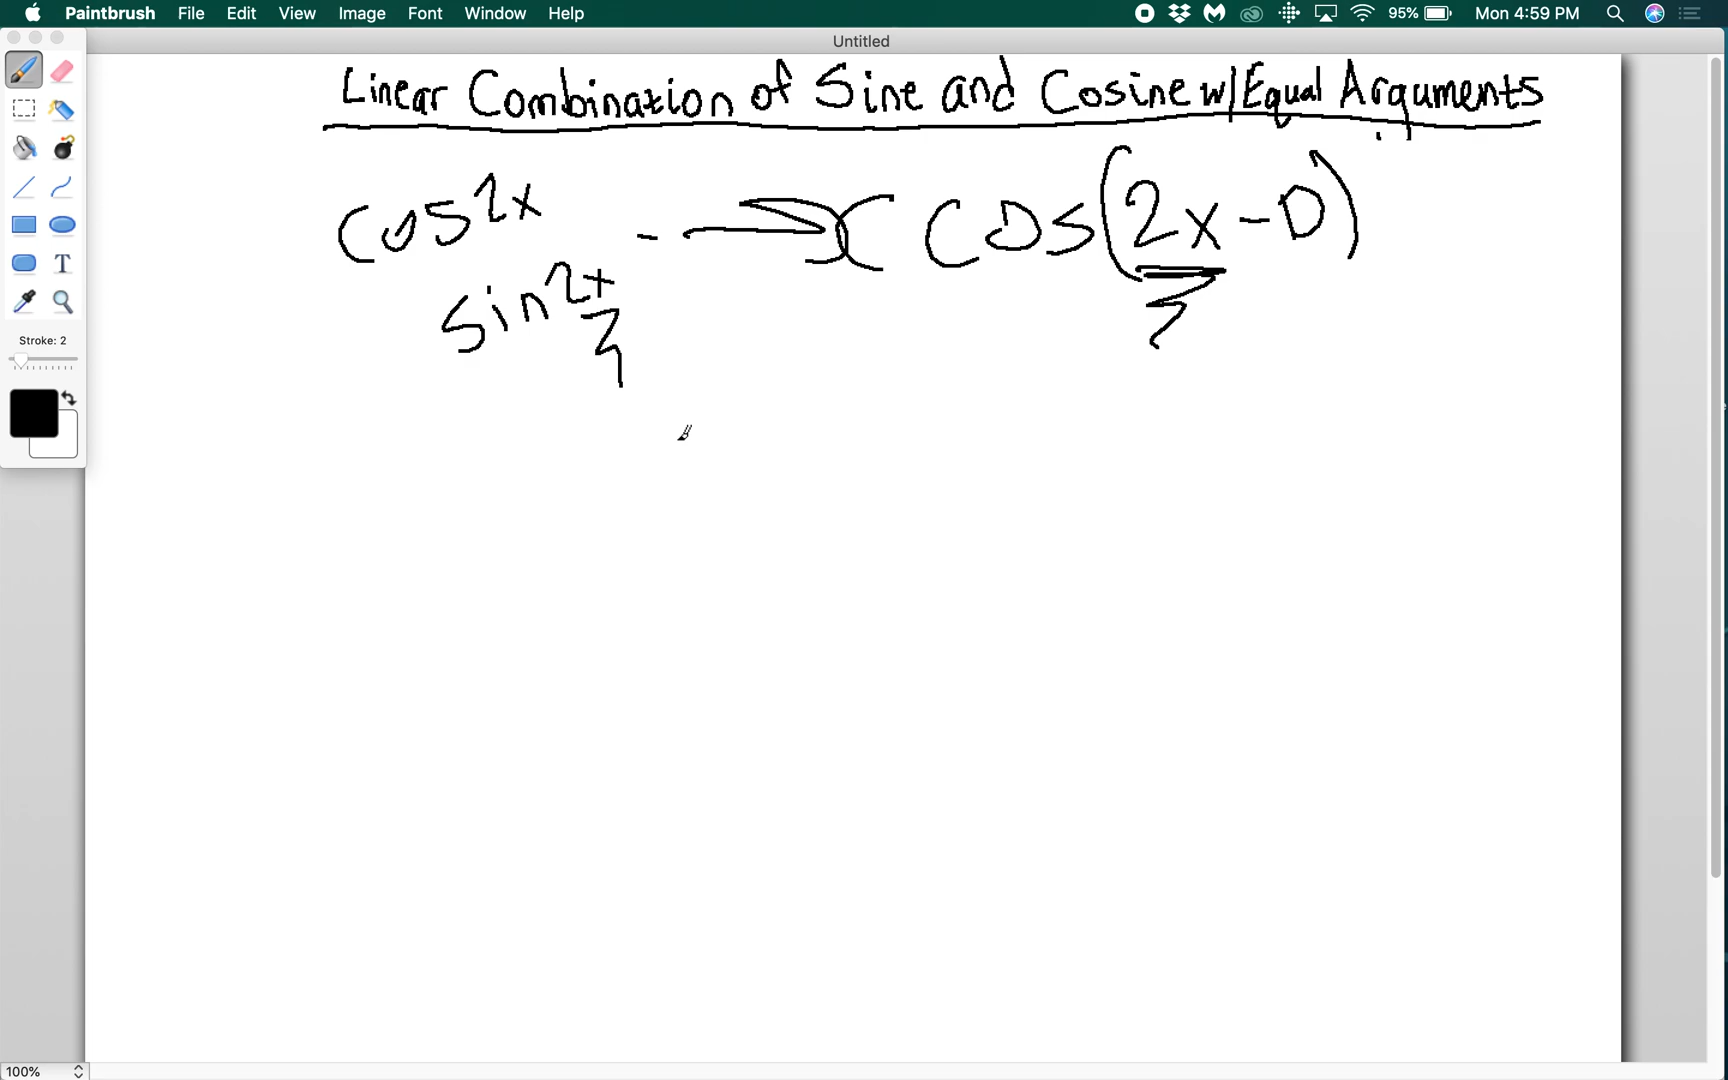 Paintbrush File Edit View Image Font Window Help 95% Mon 4:59 PM
Untitled
T
Stroke: 2
Linear Combination of Sine and Cosine w/Equal Arguments
cos 2x - C cos(2x-D)
sin 2x
100%